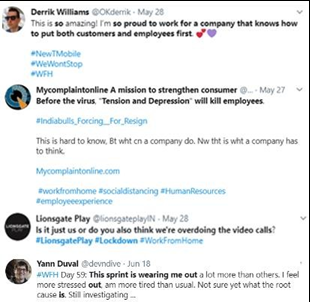 Derrik Williams @OKderrik · May 28
This is so amazing! I'm so proud to work for a company that knows how
to put both customers and employees first.
#NewTMobile
#WeWontStop
#WFH
Mycomplaintonline A mission to strengthen consumer @... · May 27
Before the virus, "Tension and Depression" will kill employees.
#Indiabulls_Forcing_For_Resign
This is hard to know, Bt wht cn a company do. Nw tht is wht a company has
to think.
Mycomplaintonline.com
#workfromhome #socialdistancing #HumanResources
#employeeexperience
Lionsgate Play @lionsgateplayIN · May 28
Is it just us or do you also think we're overdoing the video calls?
#LionsgatePlay #Lockdown #WorkFromHome
Yann Duval @devndive · Jun 18
#WFH Day 59: This sprint is wearing me out a lot more than others. I feel
more stressed out, am more tired than usual. Not sure yet what the root
cause is. Still investigating ...